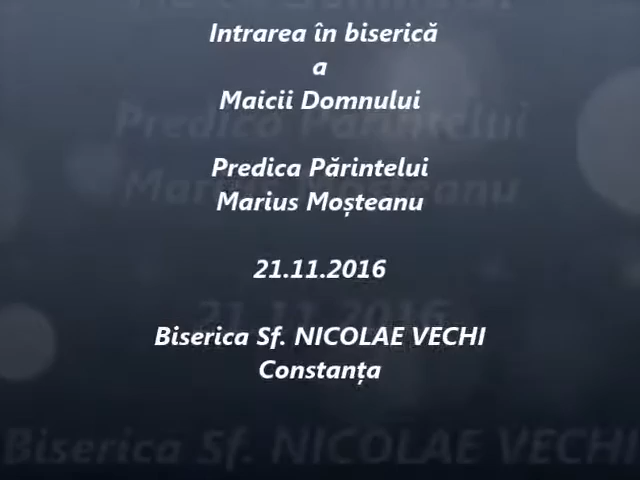 Intrarea în biserică
a
Maicii Domnului
Predica Părintelui
Marius Moșteanu
21.11.2016
Biserica Sf. NICOLAE VECHI
Constanța